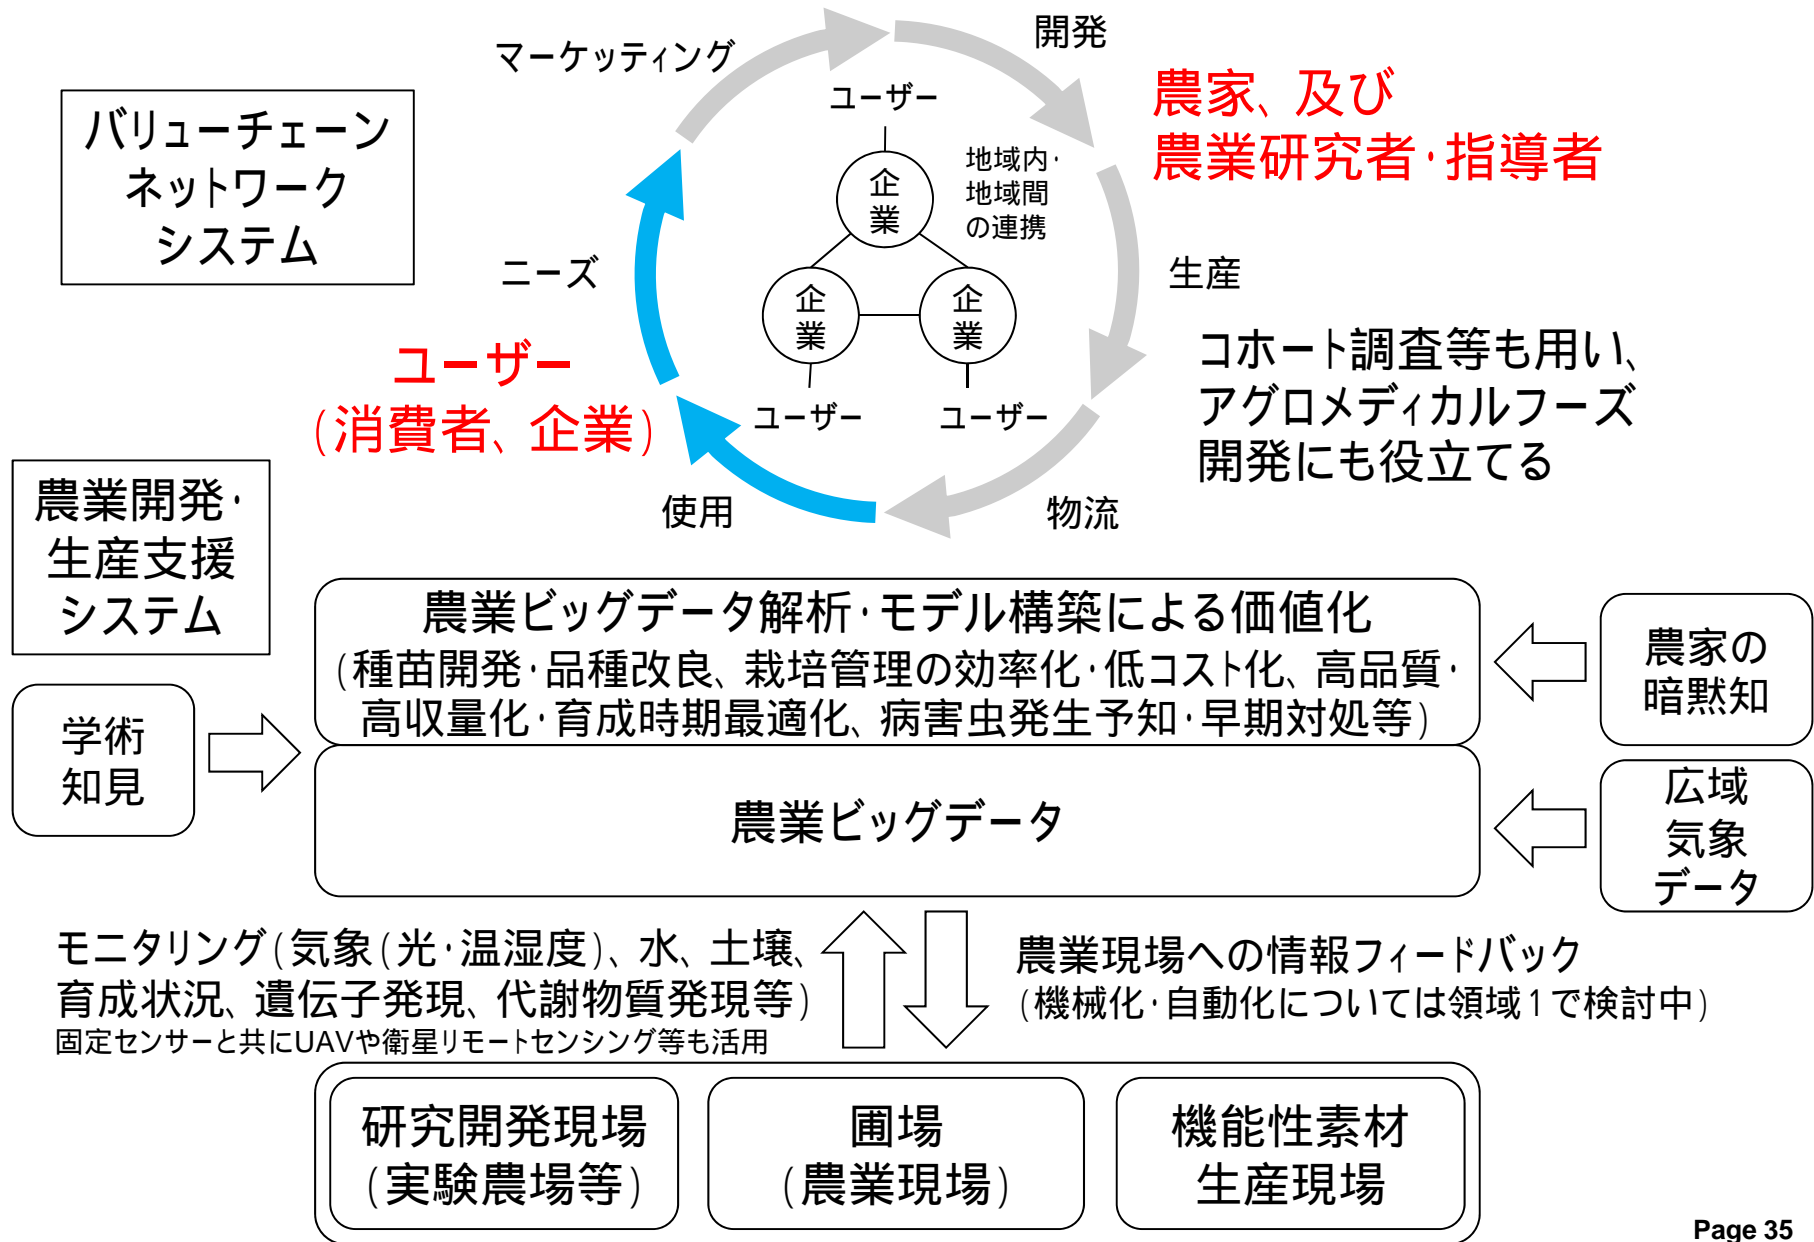 マーケッティング
開発
バリューチェーン
ネットワーク
システム
ユーザー
農家、及び
農業研究者・指導者
地域内・
地域間
の連携
企
業
ニーズ
企
業
企
業
生産
ユーザー
(消費者、企業)
ユーザー
ユーザー
コホート調査等も用い、
アグロメディカルフーズ
開発にも役立てる
使用
物流
農業開発・
生産支援
システム
農業ビッグデータ解析・モデル構築による価値化
(種苗開発・品種改良、栽培管理の効率化・低コスト化、高品質・
高収量化・育成時期最適化、病害虫発生予知・早期対処等)
農家の
暗黙知
学術
知見
農業ビッグデータ
広域
気象
データ
モニタリング(気象(光・温湿度)、水、土壌、
育成状況、遺伝子発現、代謝物質発現等)
固定センサーと共にUAVや衛星リモートセンシング等も活用
農業現場への情報フィードバック
(機械化・自動化については領域1で検討中)
研究開発現場
(実験農場等)
圃場
(農業現場)
機能性素材
生産現場
Page 35